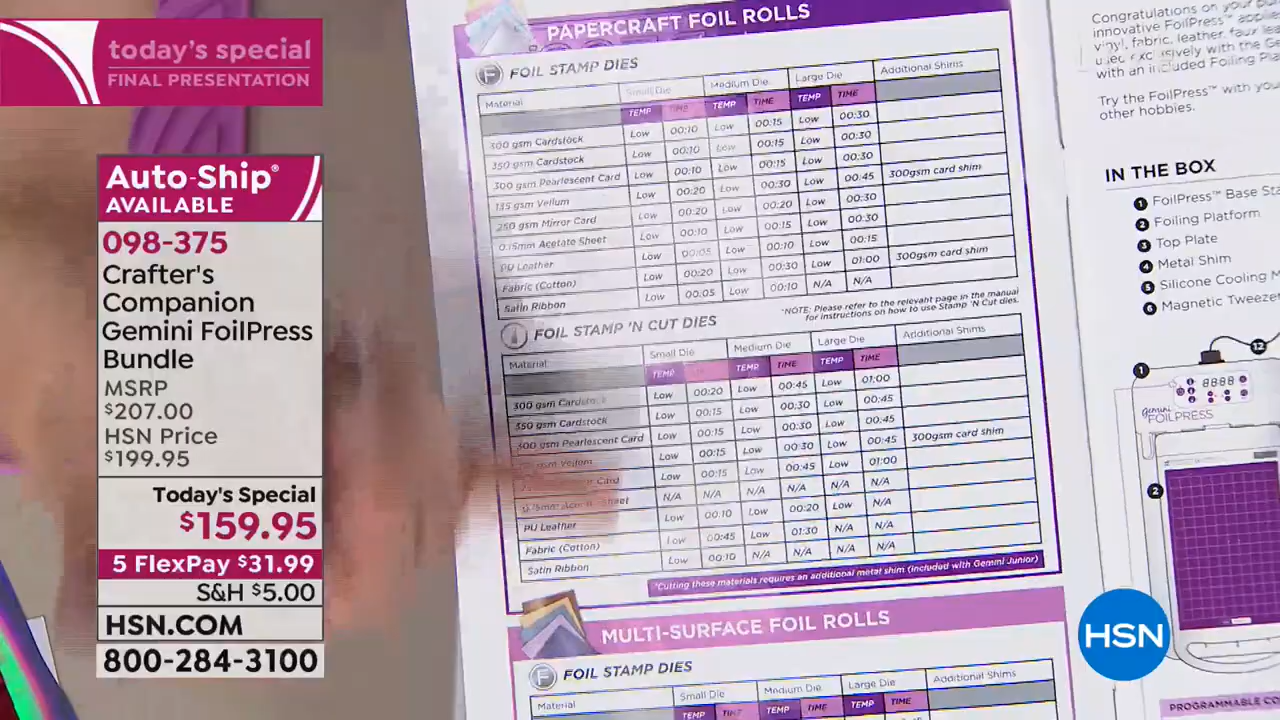 today's special
FINAL PRESENTATION
Auto-Ship®
AVAILABLE
098-375
Crafter's
Companion
Gemini FoilPress
Bundle
MSRP
$207.00
HSN Price
$199.95
Today's Special
$159.95
5 FlexPay $31.99
S&H $5.00
HSN.COM
800-284-3100
PAPERCRAFT FOIL ROLLS
F FOIL STAMP DIES
Material Small Die Medium Die Large Die Additional Shims
TEMP TIME TEMP TIME TEMP TIME
300 gsm Cardstock Low 00:10 Low 00:15 Low 00:30
350 gsm Cardstock Low 00:10 Low 00:15 Low 00:30
300 gsm Pearlescent Card Low 00:10 Low 00:15 Low 00:30
135 gsm Vellum Low 00:20 Low 00:30 Low 00:45 300gsm card shim
250 gsm Mirror Card Low 00:20 Low 00:20 Low 00:30
0.15mm Acetate Sheet Low 00:10 Low 00:15 Low 00:30
PU Leather Low 00:05 Low 00:10 Low 00:15
Fabric (Cotton) Low 00:20 Low 00:30 Low 01:00 300gsm card shim
Satin Ribbon Low 00:05 Low 00:10 N/A N/A
*NOTE: Please refer to the relevant page in the manual
for instructions on how to use Stamp 'N Cut dies.
FOIL STAMP 'N CUT DIES
Material Small Die Medium Die Large Die Additional Shims
TEMP TEMP TIME TEMP TIME
300 gsm Low 00:20 Low 00:45 Low 01:00
350 gsm Cardstock Low 00:15 Low 00:30 Low 00:45
300 gsm Pearlescent Card Low 00:15 Low 00:30 Low 00:45
gsm Vellum Low 00:15 Low 00:30 Low 00:45 300gsm card shim
Card Low 00:15 Low 00:45 Low 01:00
Sheet N/A N/A N/A N/A N/A N/A
PU Leather Low 00:10 Low 00:20 Low 00:45
Fabric (Cotton) Low 00:45 Low 01:30 N/A N/A
Satin Ribbon Low 00:10 N/A N/A N/A N/A
*Cutting these materials requires an additional metal shim (included with Gemini Junior)
MULTI-SURFACE FOIL ROLLS
F FOIL STAMP DIES
Material Small Die Medium Die Large Die Additional Shims
TEMP TIME TEMP TIME TEMP TIME
Congratulations on your
innovative FoilPress™
vinyl, fabric, leather, faux
used exclusively with the
with an included Foiling
Try the FoilPress™ with
other hobbies.
IN THE BOX
1 FoilPress™ Base
2 Foiling Platform
3 Top Plate
4 Metal Shim
5 Silicone Cooling
6 Magnetic
12
1
8888
gemini
FOILPRESS
2
HSN
PROGRAMMABLE